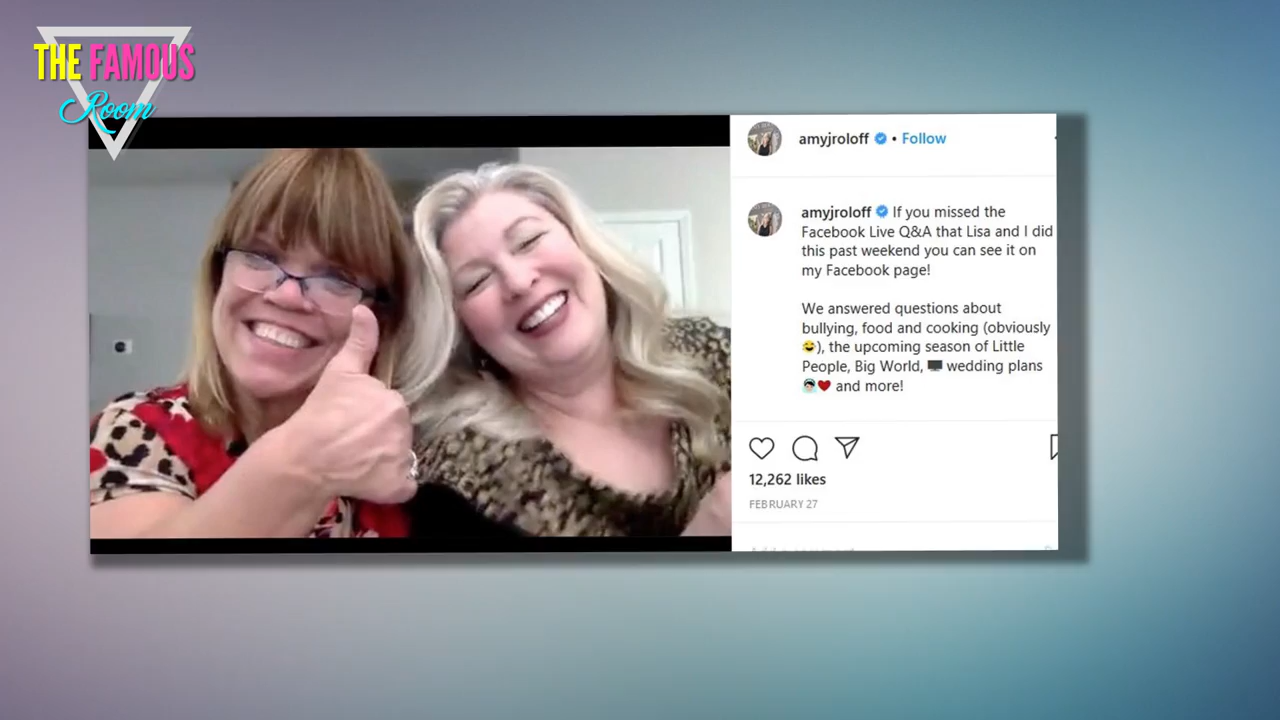 THE FAMOUS
Room
amyjroloff • Follow
amyjroloff If you missed the
Facebook Live Q&A that Lisa and I did
this past weekend you can see it on
my Facebook page!
We answered questions about
bullying, food and cooking (obviously
😂), the upcoming season of Little
People, Big World, 🖥️ wedding plans
👰❤️ and more!
12,262 likes
FEBRUARY 27